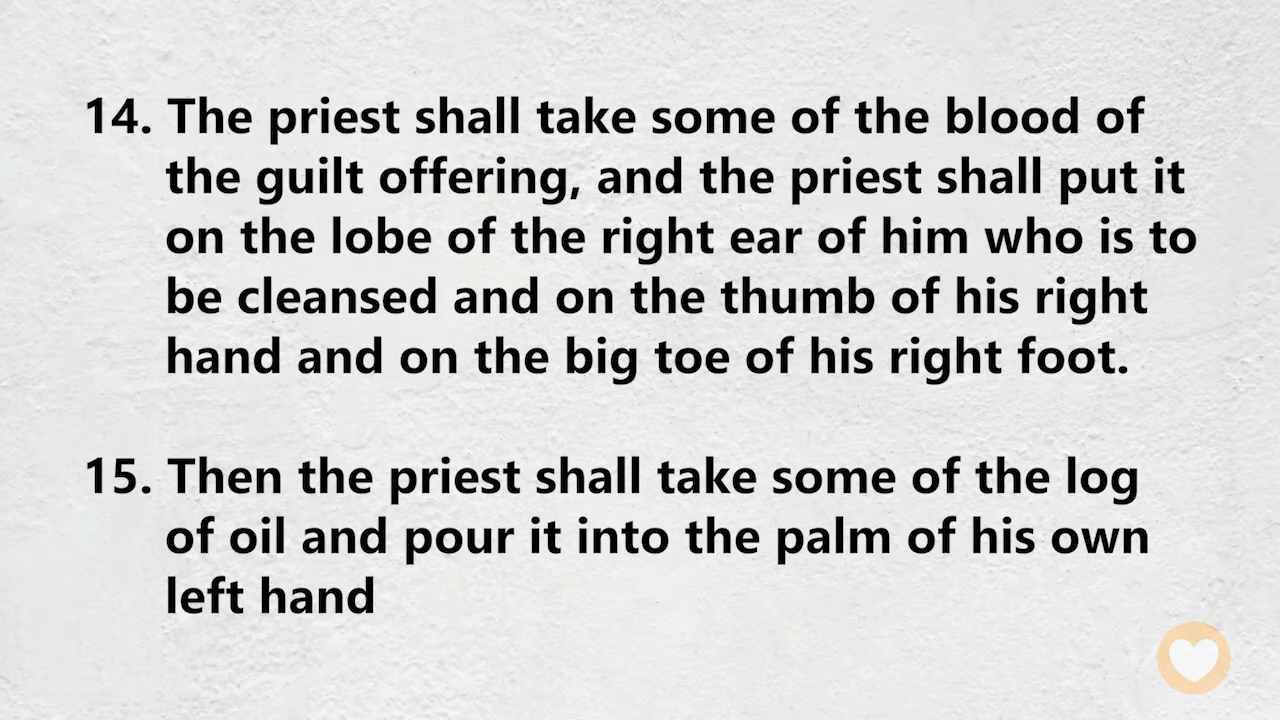 14. The priest shall take some of the blood of
the guilt offering, and the priest shall put it
on the lobe of the right ear of him who is to
be cleansed and on the thumb of his right
hand and on the big toe of his right foot.
15. Then the priest shall take some of the log
of oil and pour it into the palm of his own
left hand